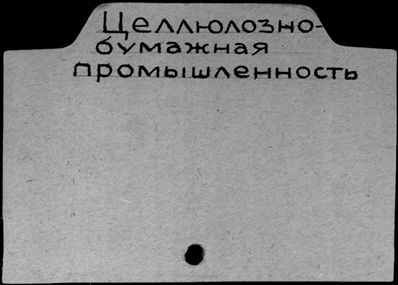 Целлюлозно-
бумажная
промышленность